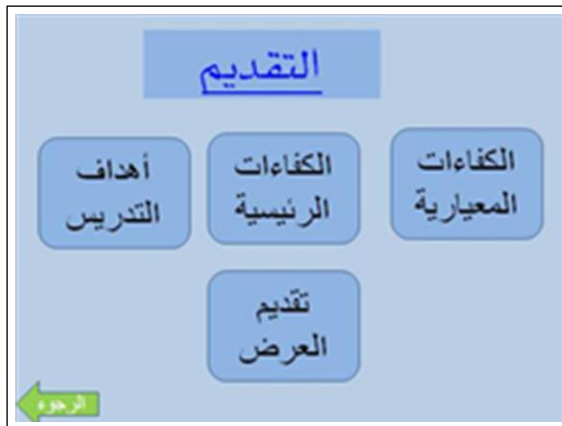 التقديم
الكفاءات
المعيارية
الكفاءات
الرئيسية
أهداف
التدريس
تقديم
العرض
الرجوع